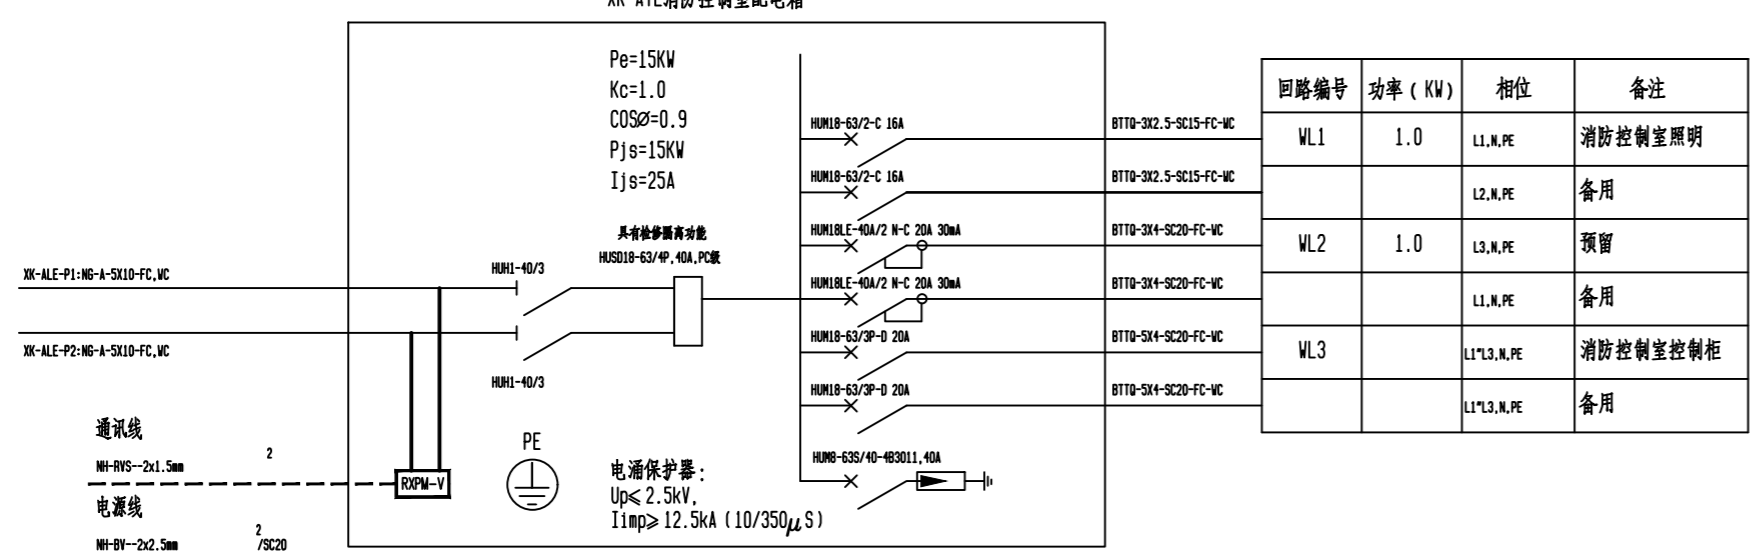 XK-ATE消防控制室配电箱
Pe=15KW
Kc=1.0
COSø=0.9
Pjs=15KW
Ijs=25A
具有检修隔离功能
HUSD18-63/4P,40A,PC级
XK-ALE-P1:NG-A-5X10-FC,WC
HUH1-40/3
XK-ALE-P2:NG-A-5X10-FC,WC
HUH1-40/3
通讯线
NH-RVS--2x1.5mm2
RXPM-V
电源线
NH-BV--2x2.5mm2/SC20
PE
电涌保护器:
Up≤2.5kV,
Iimp≥12.5kA(10/350μS)
HUM18-63/2-C 16A
BTTQ-3X2.5-SC15-FC-WC
HUM18-63/2-C 16A
BTTQ-3X2.5-SC15-FC-WC
HUM18LE-40A/2 N-C 20A 30mA
BTTQ-3X4-SC20-FC-WC
HUM18LE-40A/2 N-C 20A 30mA
BTTQ-3X4-SC20-FC-WC
HUM18-63/3P-D 20A
BTTQ-5X4-SC20-FC-WC
HUM18-63/3P-D 20A
BTTQ-5X4-SC20-FC-WC
HUM8-63S/40-4B3011,40A
回路编号 功率(KW) 相位 备注
WL1 1.0 L1,N,PE 消防控制室照明
L2,N,PE 备用
WL2 1.0 L3,N,PE 预留
L1,N,PE 备用
WL3 L1~L3,N,PE 消防控制室控制柜
L1~L3,N,PE 备用